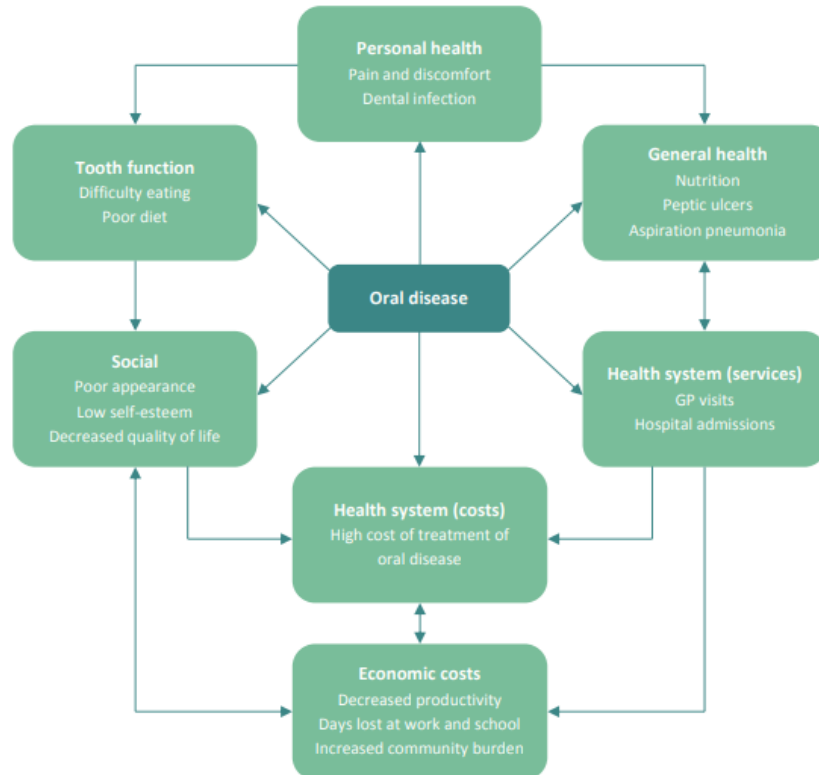 Personal health
Pain and discomfort
Dental infection
Tooth function
Difficulty eating
Poor diet
General health
Nutrition
Peptic ulcers
Aspiration pneumonia
Oral disease
Social
Poor appearance
Low self-esteem
Decreased quality of life
Health system (services)
GP visits
Hospital admissions
Health system (costs)
High cost of treatment of
oral disease
Economic costs
Decreased productivity
Days lost at work and school
Increased community burden